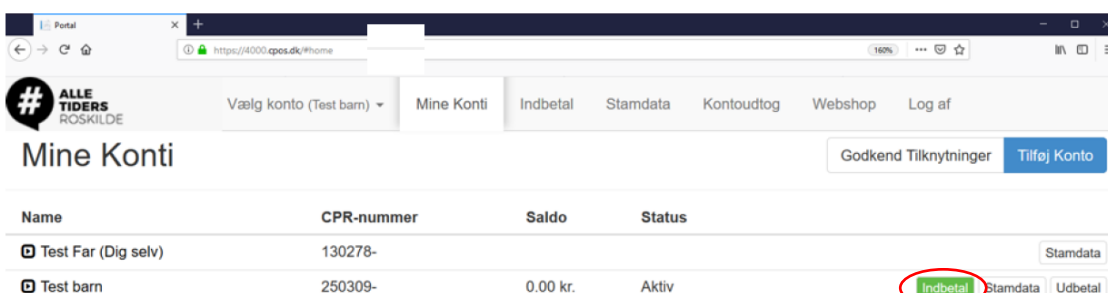 Portal
https://4000.cpos.dk/#home 160%
# ALLE TIDERS ROSKILDE
Vælg konto (Test barn) Mine Konti Indbetal Stamdata Kontoudtog Webshop Log af
Mine Konti Godkend Tilknytninger Tilføj Konto
Name CPR-nummer Saldo Status
Test Far (Dig selv) 130278- Stamdata
Test barn 250309- 0.00 kr. Aktiv Indbetal Stamdata Udbetal